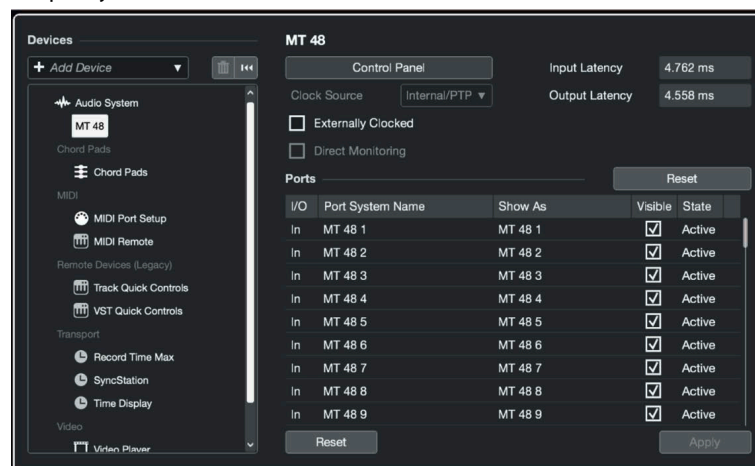 Devices
+ Add Device
Audio System
MT 48
Chord Pads
Chord Pads
MIDI
MIDI Port Setup
MIDI Remote
Remote Devices (Legacy)
Track Quick Controls
VST Quick Controls
Transport
Record Time Max
SyncStation
Time Display
Video
Video Player
MT 48
Control Panel
Input Latency 4.762 ms
Clock Source Internal/PTP
Output Latency 4.558 ms
Externally Clocked
Direct Monitoring
Ports
Reset
I/O Port System Name Show As Visible State
In MT 48 1 MT 48 1 Active
In MT 48 2 MT 48 2 Active
In MT 48 3 MT 48 3 Active
In MT 48 4 MT 48 4 Active
In MT 48 5 MT 48 5 Active
In MT 48 6 MT 48 6 Active
In MT 48 7 MT 48 7 Active
In MT 48 8 MT 48 8 Active
In MT 48 9 MT 48 9 Active
Reset
Apply